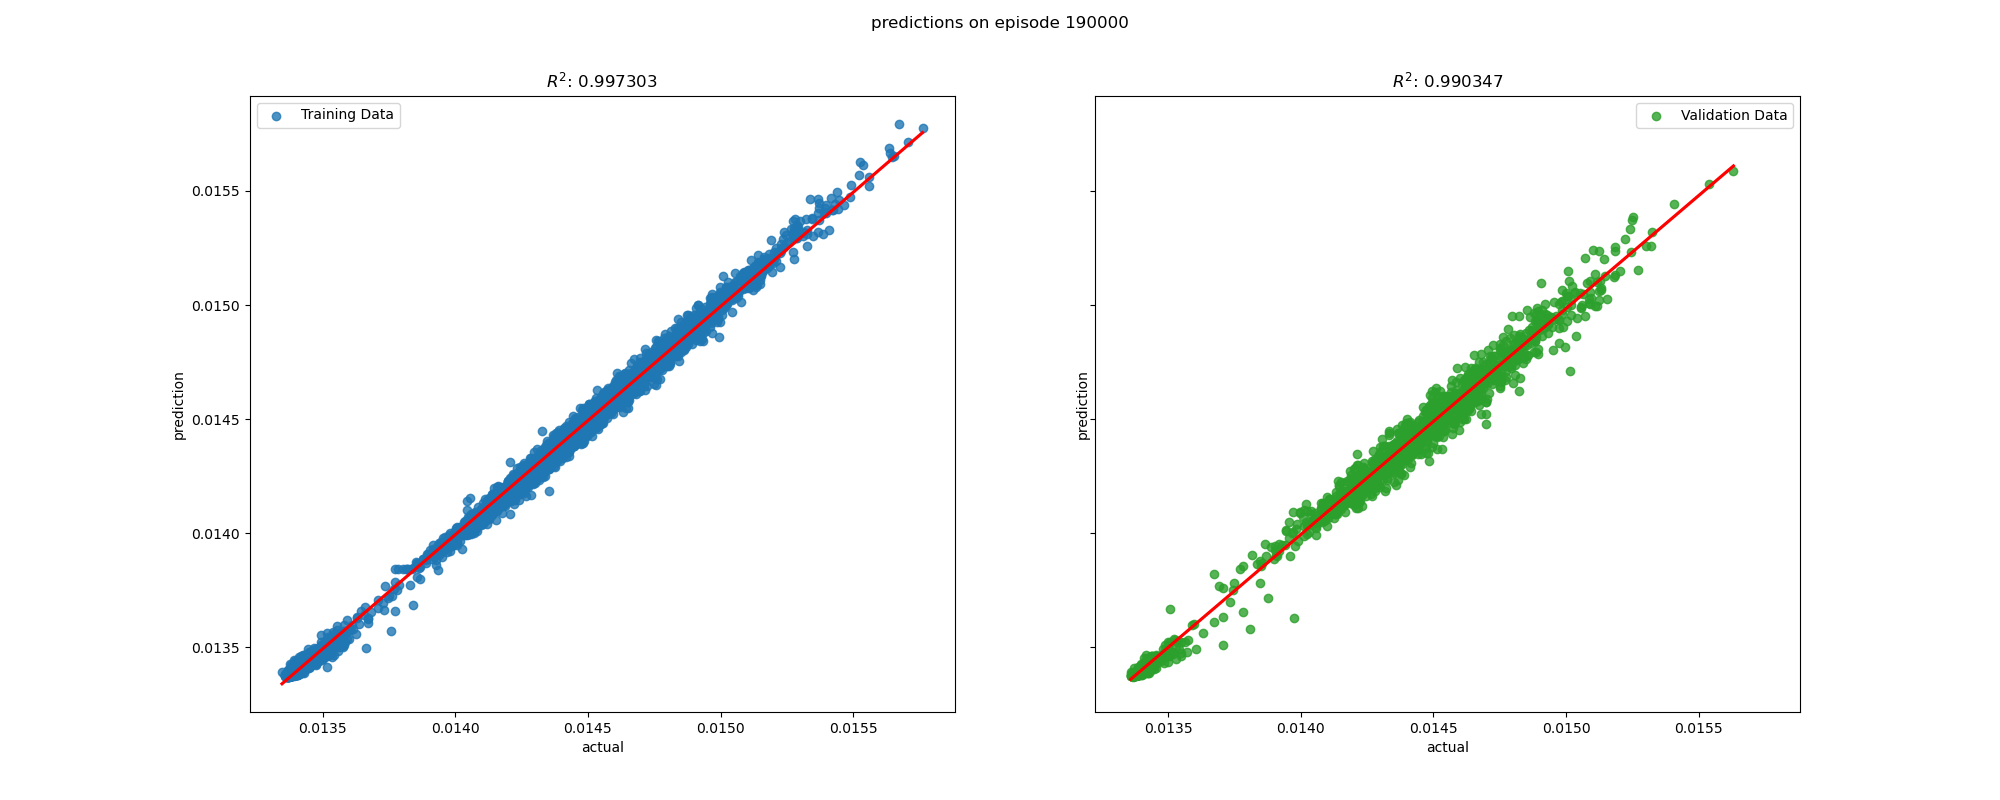 predictions on episode 190000
R²: 0.997303
Training Data
prediction
0.0155
0.0150
0.0145
0.0140
0.0135
0.0135 0.0140 0.0145 0.0150 0.0155
actual
R²: 0.990347
Validation Data
prediction
0.0135 0.0140 0.0145 0.0150 0.0155
actual